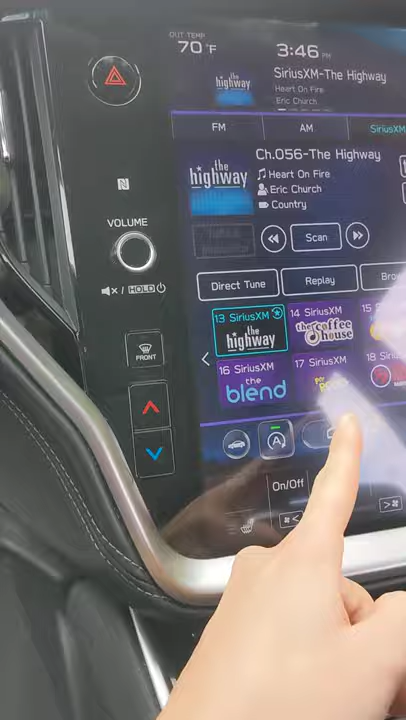 OUT TEMP
70°F
3:46 PM
the
highway
SiriusXM-The Highway
Heart On Fire
Eric Church
FM
AM
SiriusXM
Ch.056-The Highway
the
highway
Heart On Fire
Eric Church
Country
N
VOLUME
HOLD
Scan
Direct Tune
Replay
13 SiriusXM
the
highway
14 SiriusXM
the coffee
house
15
16 SiriusXM
the
blend
17 SiriusXM
18 Siri
FRONT
A
On/Off